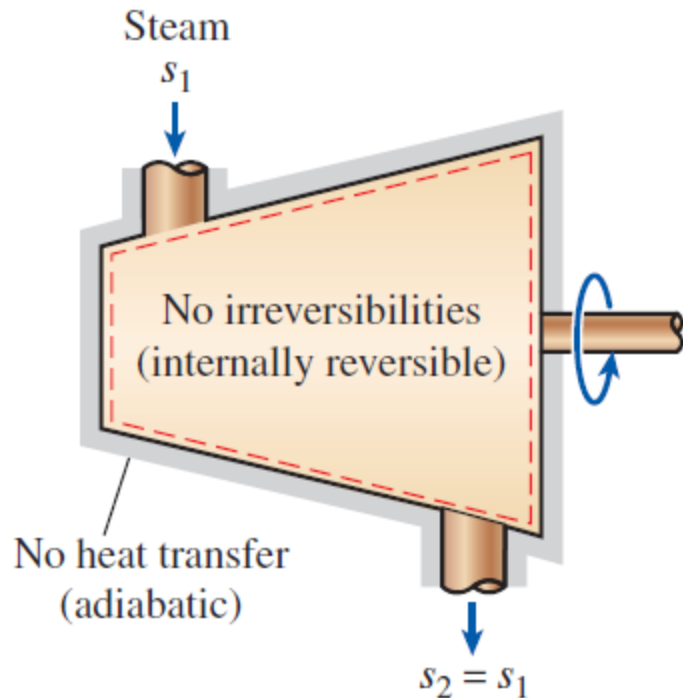 Steam
s₁
No irreversibilities
(internally reversible)
No heat transfer
(adiabatic)
s₂ = s₁